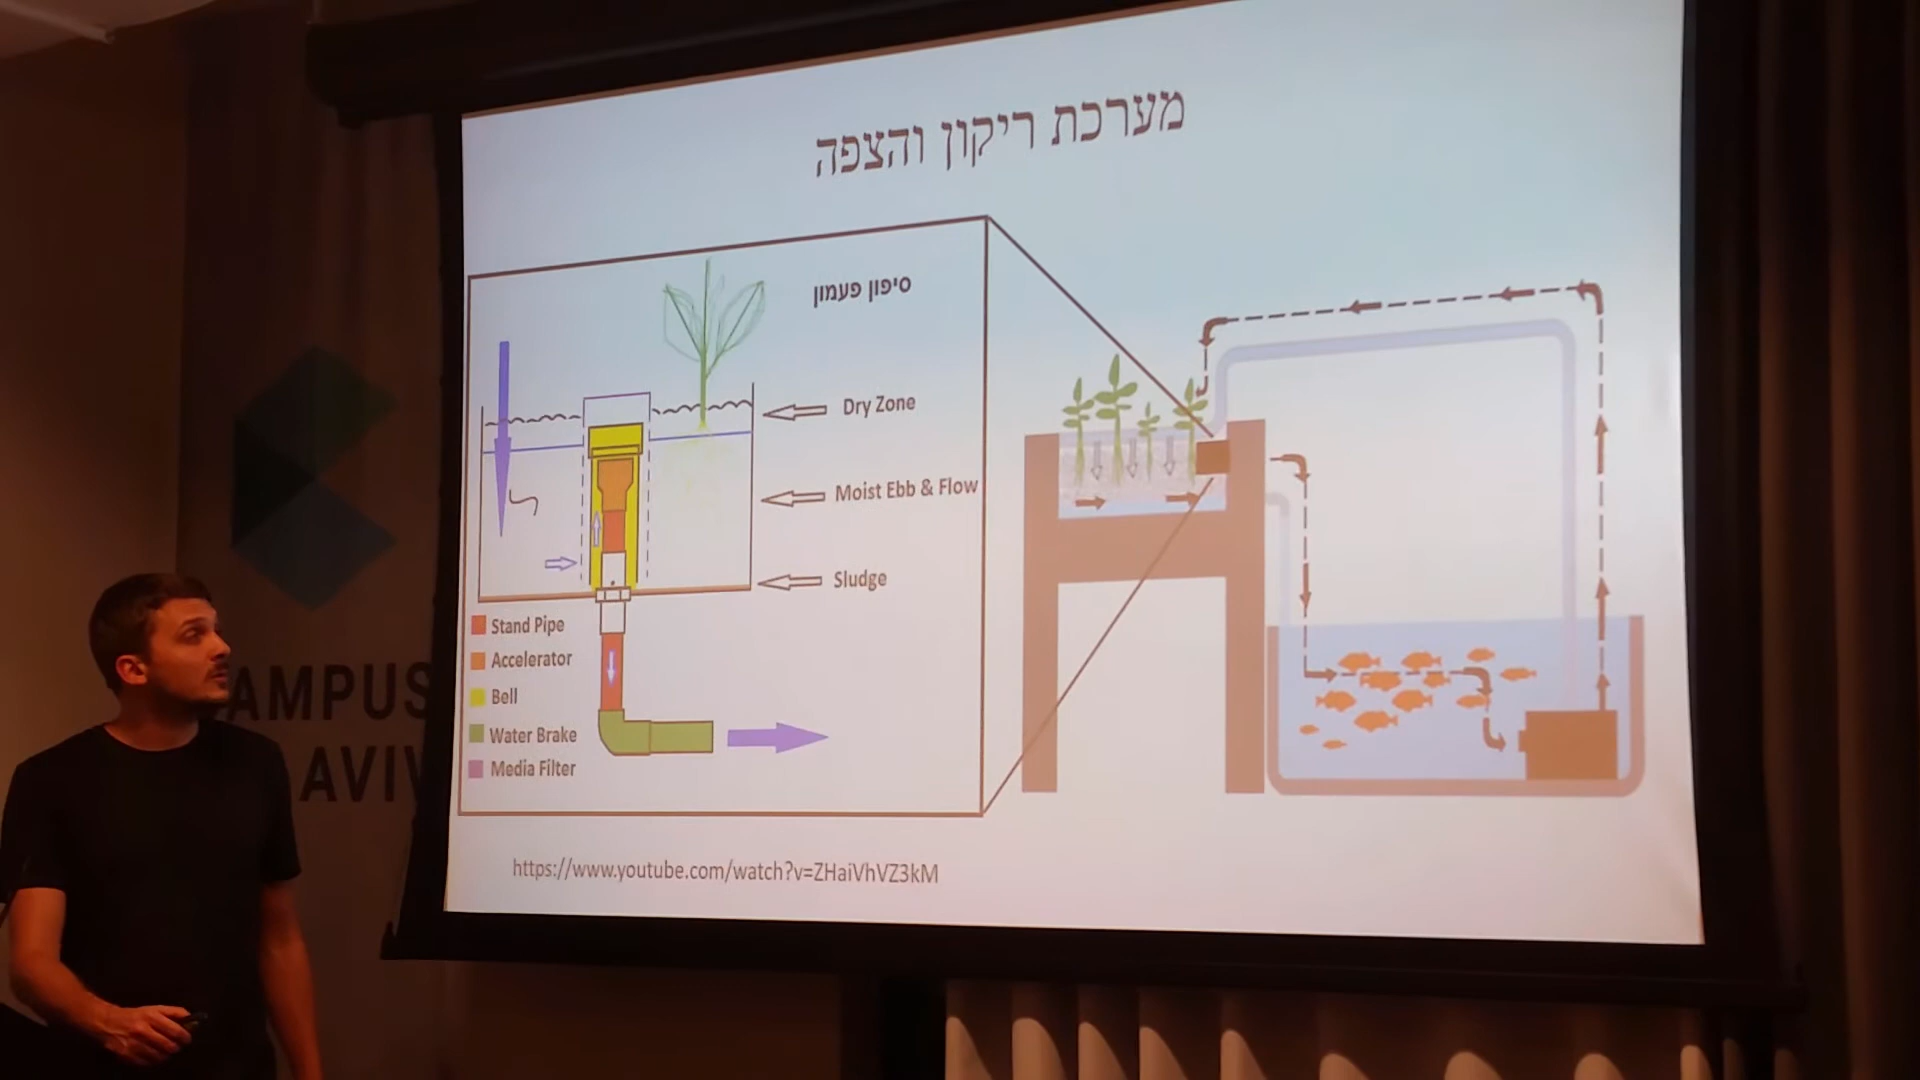 מערכת ריקון והצפה
סיפון פעמון
Dry Zone
Moist Ebb & Flow
Sludge
Stand Pipe
Accelerator
Bell
Water Brake
Media Filter
https://www.youtube.com/watch?v=ZHaiVhVZ3kM
AMPUS
AVIV